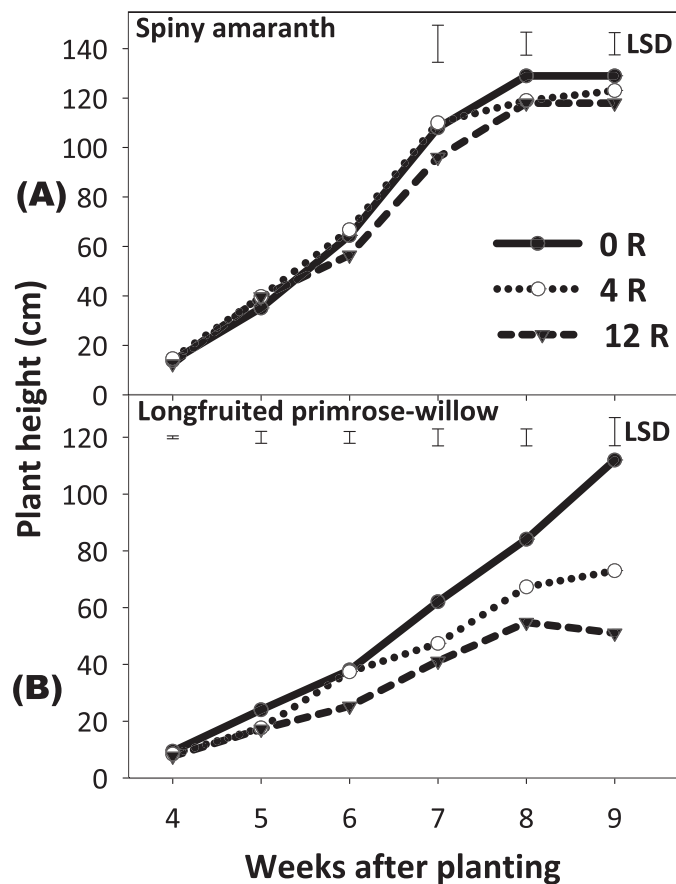 Spiny amaranth
LSD
140
120
100
80
60
40
20
0
(A)
0 R
4 R
12 R
Plant height (cm)
Longfruited primrose-willow
LSD
120
100
80
60
40
20
0
(B)
4 5 6 7 8 9
Weeks after planting